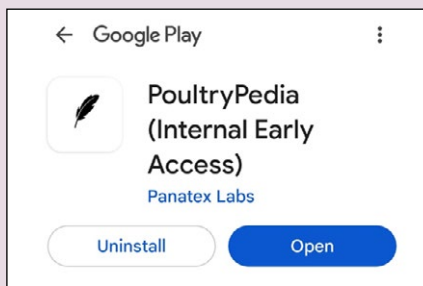 Google Play
PoultryPedia
(Internal Early
Access)
Panatex Labs
Uninstall
Open